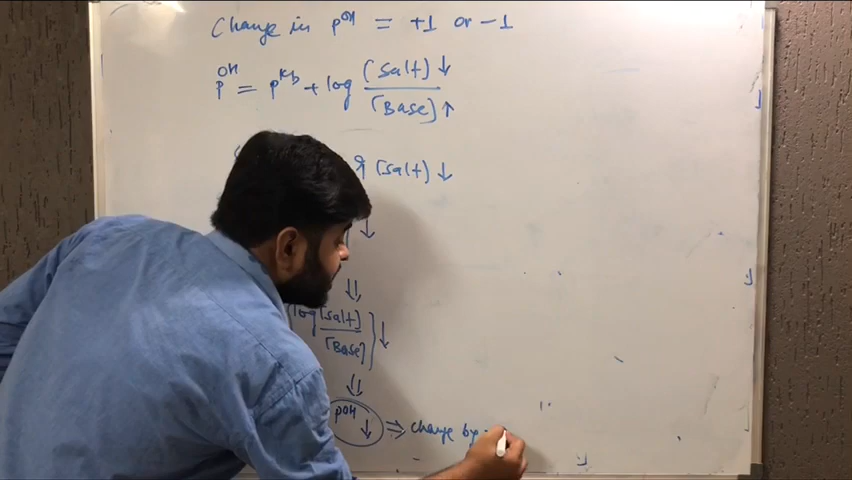 Change in pOH = +1 or -1
pOH = pKb + log [Salt] ↓
[Base] ↑
[Salt] ↓
↓
⇓
log [Salt]
[Base] ↓
⇓
pOH ↓ ⇒ change by